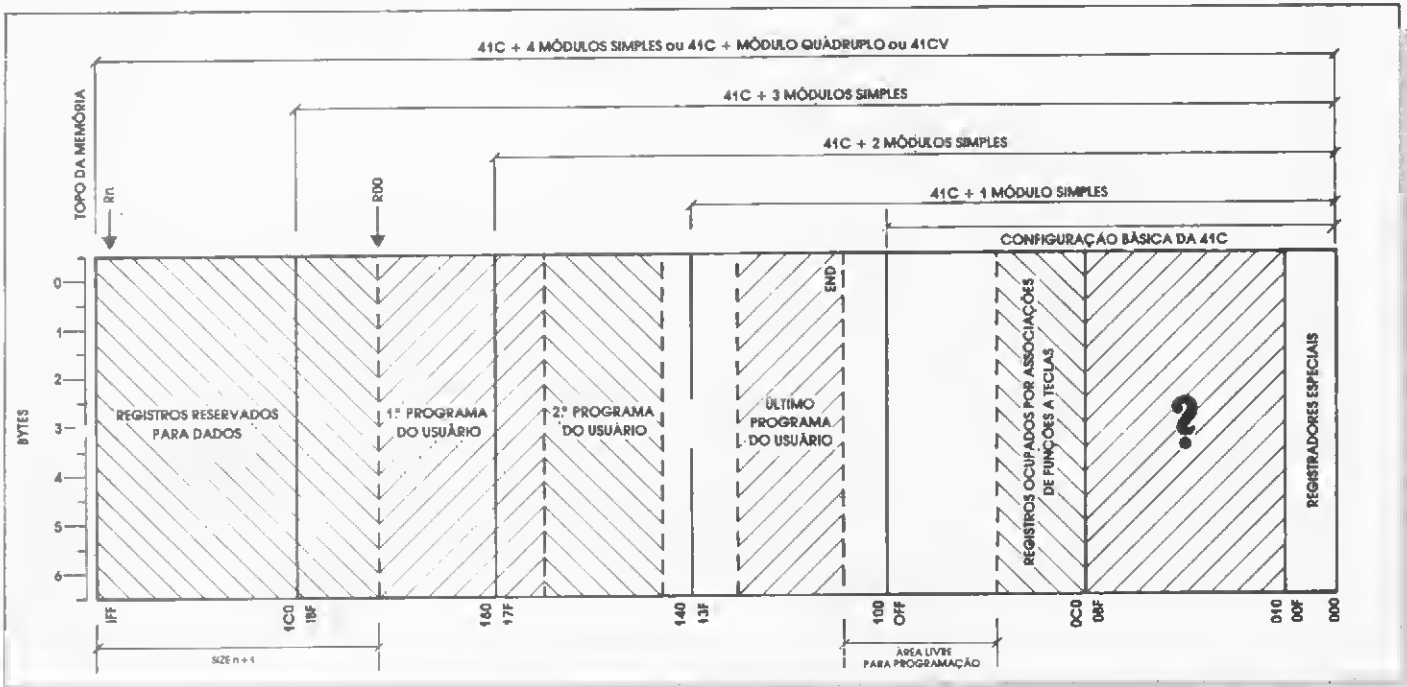 41C + 4 MÓDULOS SIMPLES ou 41C + MÓDULO QUÁDRUPLO ou 41CV
41C + 3 MÓDULOS SIMPLES
41C + 2 MÓDULOS SIMPLES
41C + 1 MÓDULO SIMPLES
CONFIGURAÇÃO BÁSICA DA 41C
TOPO DA MEMÓRIA
Rn
R00
BYTES
0
1
2
3
4
5
6
REGISTROS RESERVADOS
PARA DADOS
1.º PROGRAMA
DO USUÁRIO
2.º PROGRAMA
DO USUÁRIO
ÚLTIMO
PROGRAMA
DO USUÁRIO
END
REGISTROS OCUPADOS POR ASSOCIAÇÕES
DE FUNÇÕES A TECLAS
?
REGISTRADORES ESPECIAIS
1FF
1C0
1BF
180
17F
140
13F
100
0FF
0C0
0BF
010
00F
000
SIZE n + 1
ÁREA LIVRE
PARA PROGRAMAÇÃO